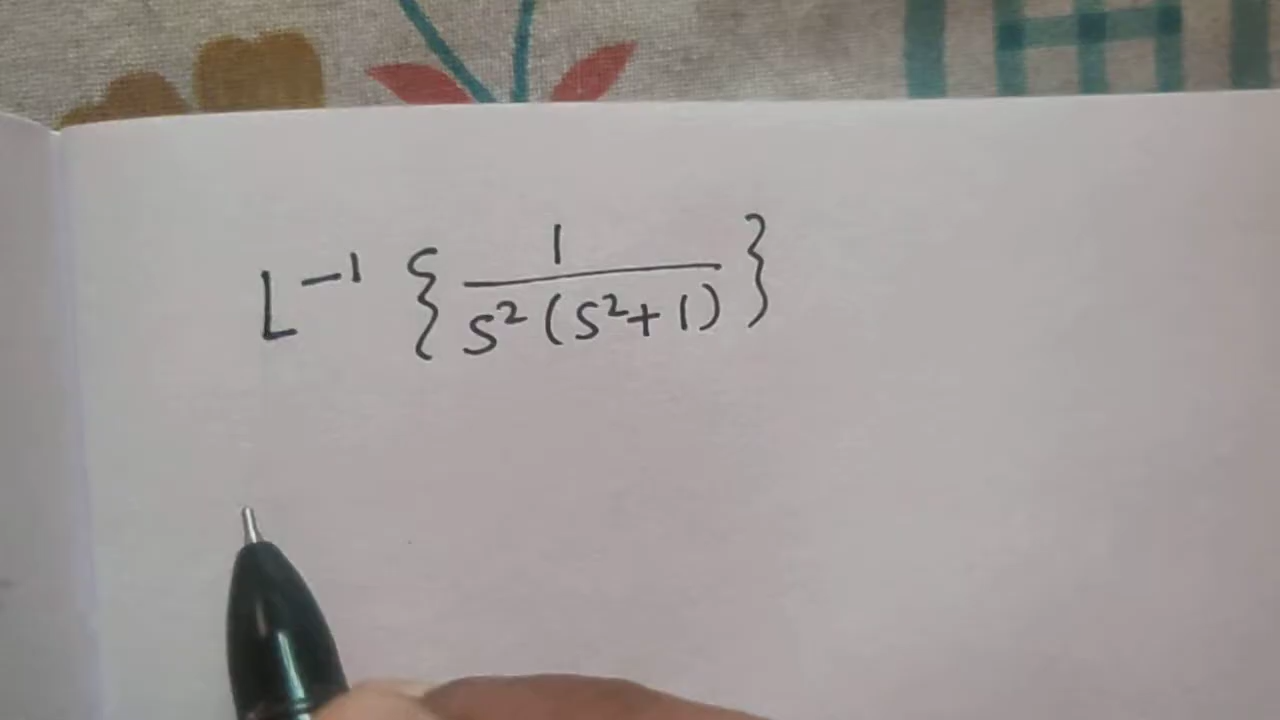 L⁻¹ { 1 / s² (s² + 1) }